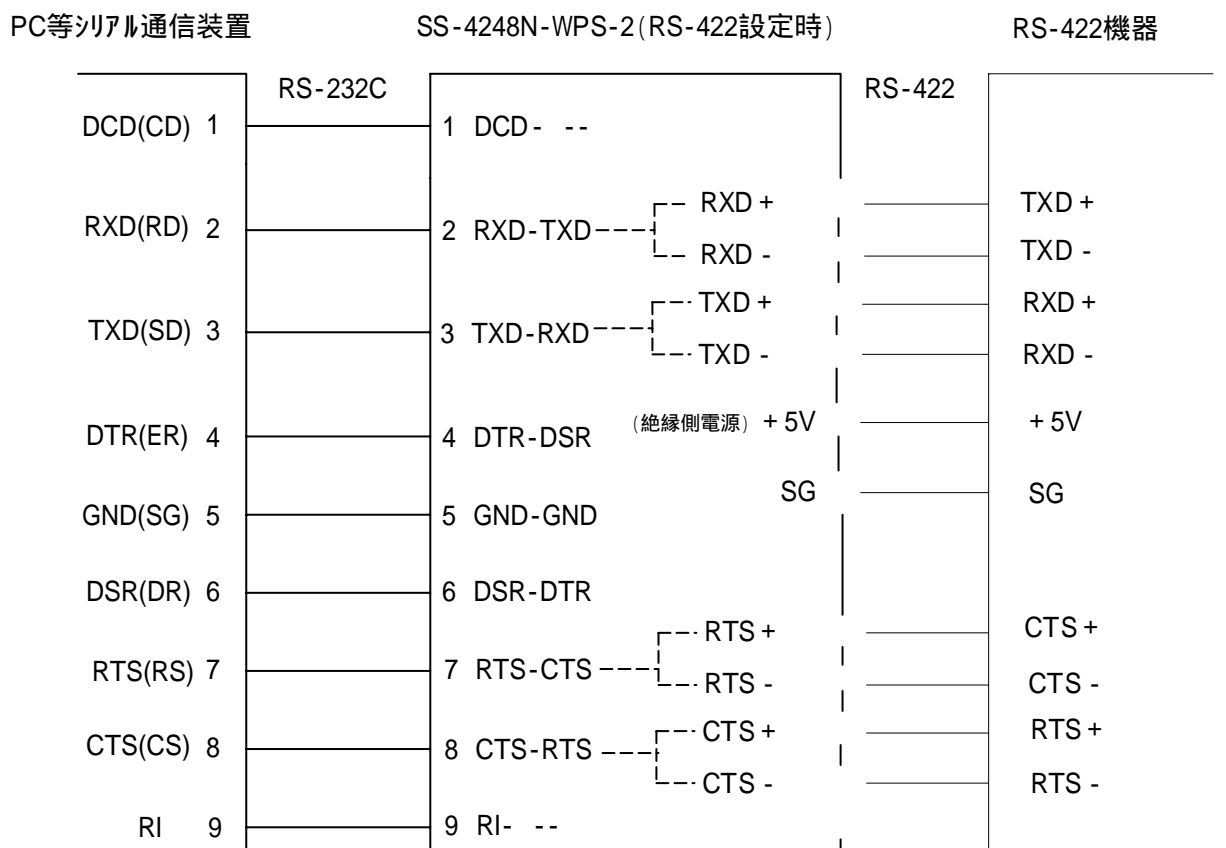 PC等ｼﾘｱﾙ通信装置 SS-4248N-WPS-2(RS-422設定時) RS-422機器
RS-232C RS-422
DCD(CD) 1 1 DCD- --
RXD + TXD +
RXD(RD) 2 2 RXD-TXD
RXD - TXD -
TXD + RXD +
TXD(SD) 3 3 TXD-RXD
TXD - RXD -
DTR(ER) 4 4 DTR-DSR (絶縁側電源) + 5V + 5V
SG SG
GND(SG) 5 5 GND-GND
DSR(DR) 6 6 DSR-DTR
RTS + CTS +
RTS(RS) 7 7 RTS-CTS
RTS - CTS -
CTS + RTS +
CTS(CS) 8 8 CTS-RTS
CTS - RTS -
RI 9 9 RI- --